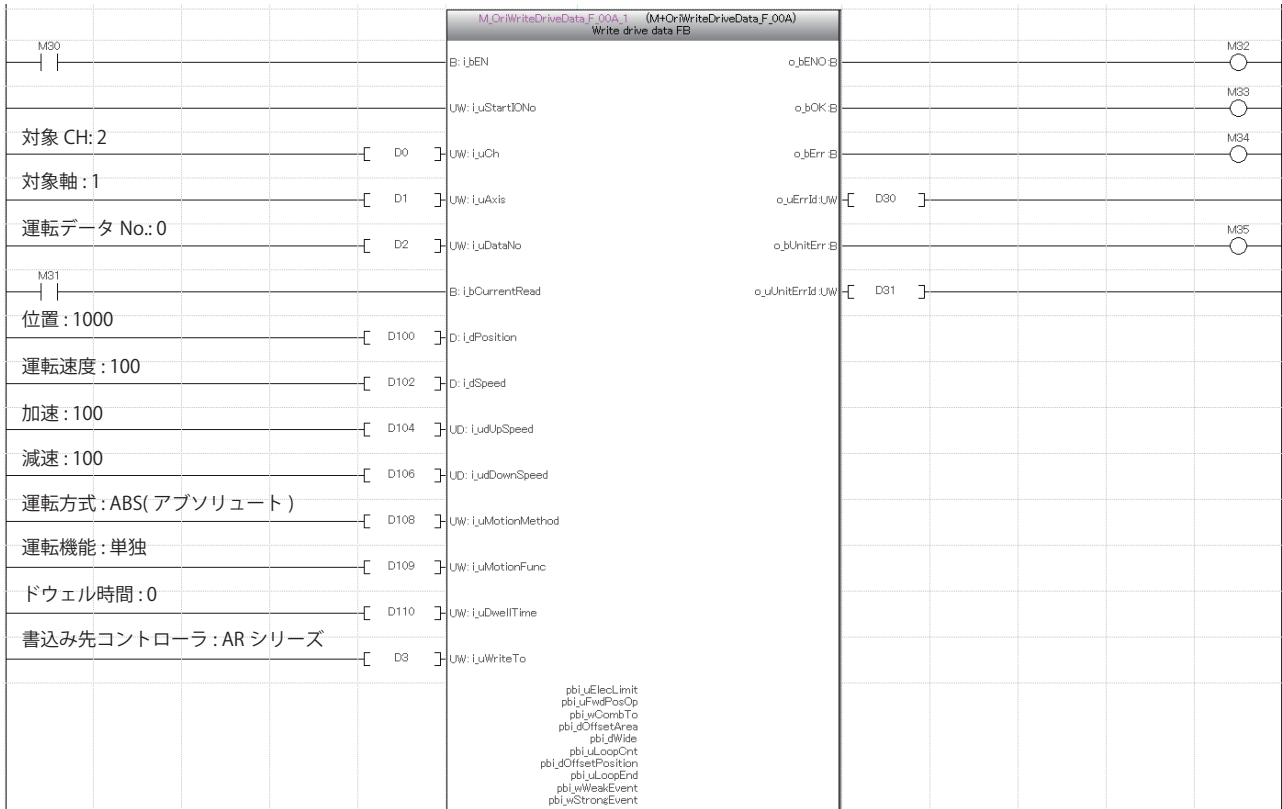 M_OriWriteDriveData_F_00A_1 (M+OriWriteDriveData_F_00A)
Write drive data FB
M30
B: i_bEN
o_bENO:B
M32
UW: i_uStartIONo
o_bOK:B
M33
対象 CH: 2
D0
UW: i_uCh
o_bErr:B
M34
対象軸 : 1
D1
UW: i_uAxis
o_uErrId:UW
D30
運転データ No.: 0
D2
UW: i_uDataNo
o_bUnitErr:B
M35
M31
B: i_bCurrentRead
o_uUnitErrId:UW
D31
位置 : 1000
D100
D: i_dPosition
運転速度 : 100
D102
D: i_dSpeed
加速 : 100
D104
UD: i_udUpSpeed
減速 : 100
D106
UD: i_udDownSpeed
運転方式 : ABS( アブソリュート )
D108
UW: i_uMotionMethod
運転機能 : 単独
D109
UW: i_uMotionFunc
ドウェル時間 : 0
D110
UW: i_uDwellTime
書込み先コントローラ : AR シリーズ
D3
UW: i_uWriteTo
pbi_uElecLimit
pbi_uFwdPosOp
pbi_wCombTo
pbi_dOffsetArea
pbi_dWide
pbi_uLoopCnt
pbi_dOffsetPosition
pbi_uLoopEnd
pbi_wWeakEvent
pbi_wStrongEvent